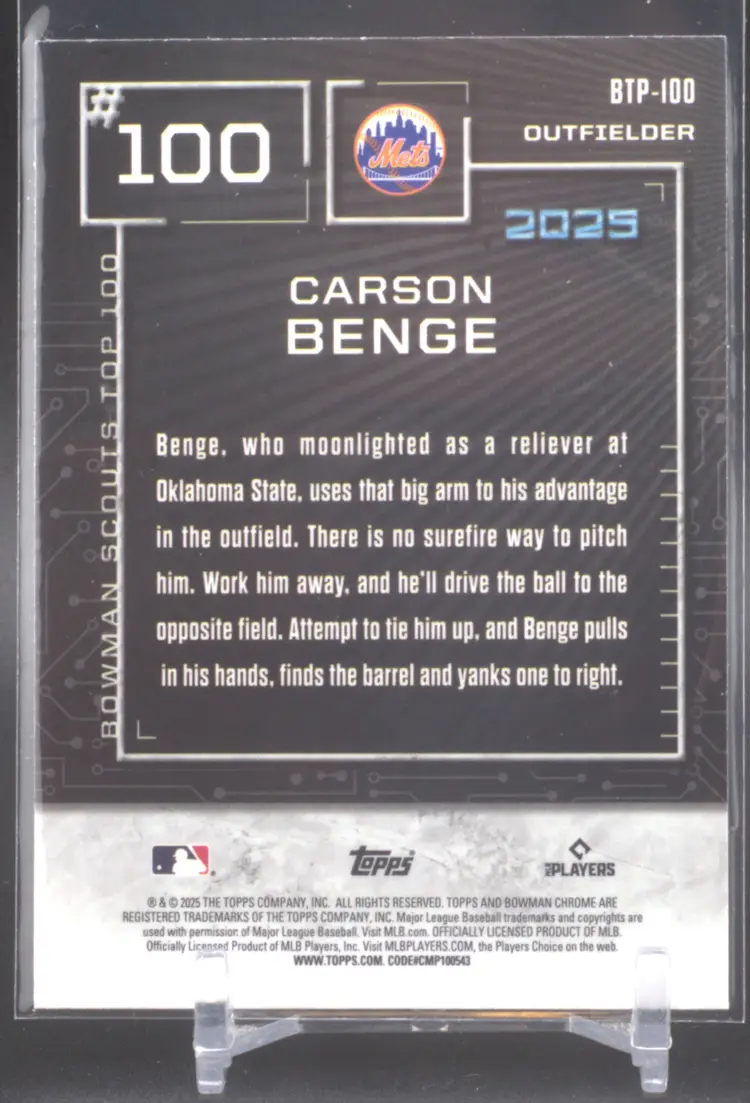 #100
Mets
BTP-100
OUTFIELDER
2025
CARSON
BENGE
BOWMAN SCOUTS TOP 100
Benge, who moonlighted as a reliever at
Oklahoma State, uses that big arm to his advantage
in the outfield. There is no surefire way to pitch
him. Work him away, and he'll drive the ball to the
opposite field. Attempt to tie him up, and Benge pulls
in his hands, finds the barrel and yanks one to right.
Topps
MLB PLAYERS
® & © 2025 THE TOPPS COMPANY, INC. ALL RIGHTS RESERVED. TOPPS AND BOWMAN CHROME ARE
REGISTERED TRADEMARKS OF THE TOPPS COMPANY, INC. Major League Baseball trademarks and copyrights are
used with permission of Major League Baseball. Visit MLB.com. OFFICIALLY LICENSED PRODUCT OF MLB.
Officially Licensed Product of MLB Players, Inc. Visit MLBPLAYERS.COM, the Players Choice on the web.
WWW.TOPPS.COM. CODE#CMP100543